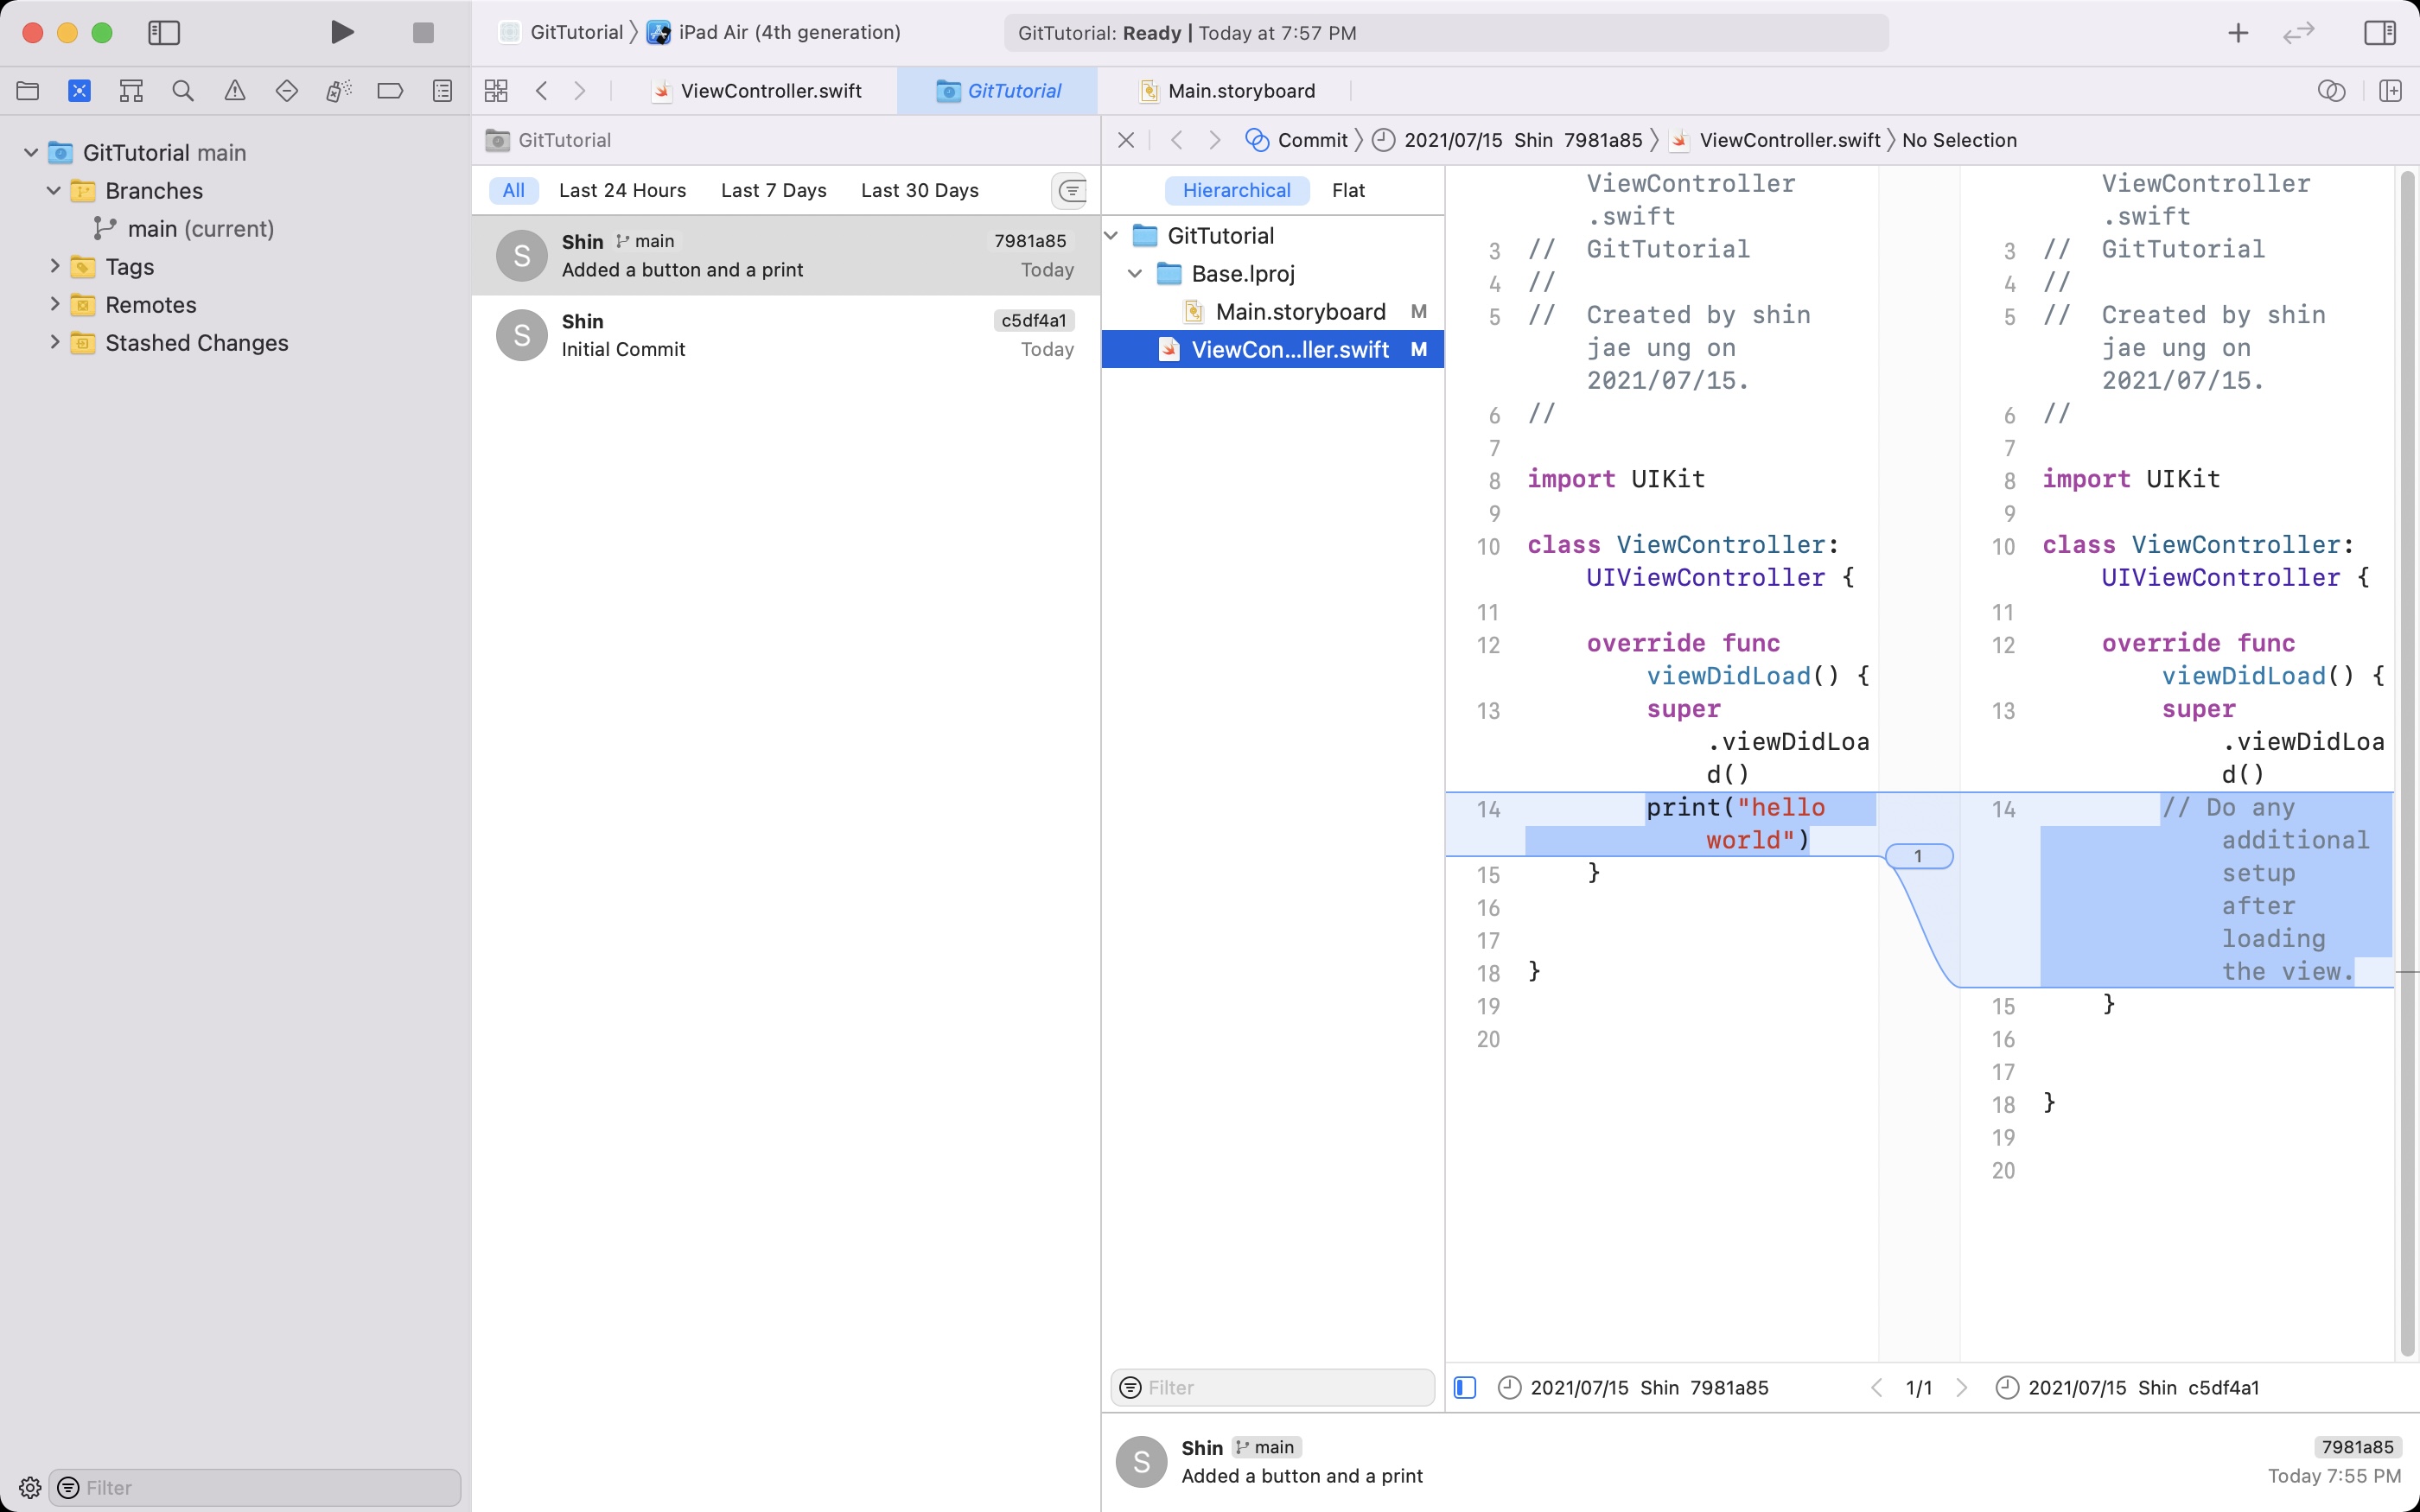 GitTutorial 〉 iPad Air (4th generation)
GitTutorial: Ready | Today at 7:57 PM
ViewController.swift
GitTutorial
Main.storyboard
GitTutorial main
Branches
main (current)
Tags
Remotes
Stashed Changes
Filter
GitTutorial
All Last 24 Hours Last 7 Days Last 30 Days
S
Shin main 7981a85
Added a button and a print Today
S
Shin c5df4a1
Initial Commit Today
Commit 〉 2021/07/15 Shin 7981a85 〉 ViewController.swift 〉 No Selection
Hierarchical Flat
GitTutorial
Base.lproj
Main.storyboard M
ViewCon...ller.swift M
Filter
ViewController
.swift
3 // GitTutorial
4 //
5 // Created by shin
jae ung on
2021/07/15.
6 //
7
8 import UIKit
9
10 class ViewController:
UIViewController {
11
12 override func
viewDidLoad() {
13 super
.viewDidLoa
d()
14 print("hello
world")
15 }
16
17
18 }
19
20
1
ViewController
.swift
3 // GitTutorial
4 //
5 // Created by shin
jae ung on
2021/07/15.
6 //
7
8 import UIKit
9
10 class ViewController:
UIViewController {
11
12 override func
viewDidLoad() {
13 super
.viewDidLoa
d()
14 // Do any
additional
setup
after
loading
the view.
15 }
16
17
18 }
19
20
2021/07/15 Shin 7981a85
1/1
2021/07/15 Shin c5df4a1
S
Shin main 7981a85
Added a button and a print Today 7:55 PM